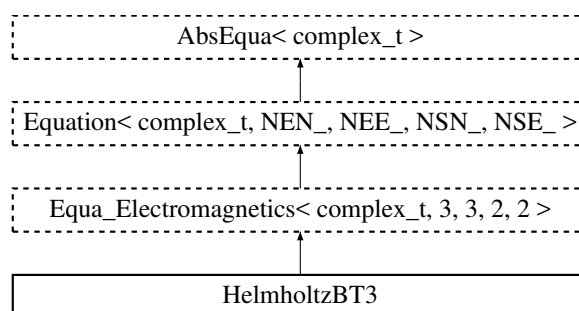 AbsEqua< complex_t >
Equation< complex_t, NEN_, NEE_, NSN_, NSE_ >
Equa_Electromagnetics< complex_t, 3, 3, 2, 2 >
HelmholtzBT3